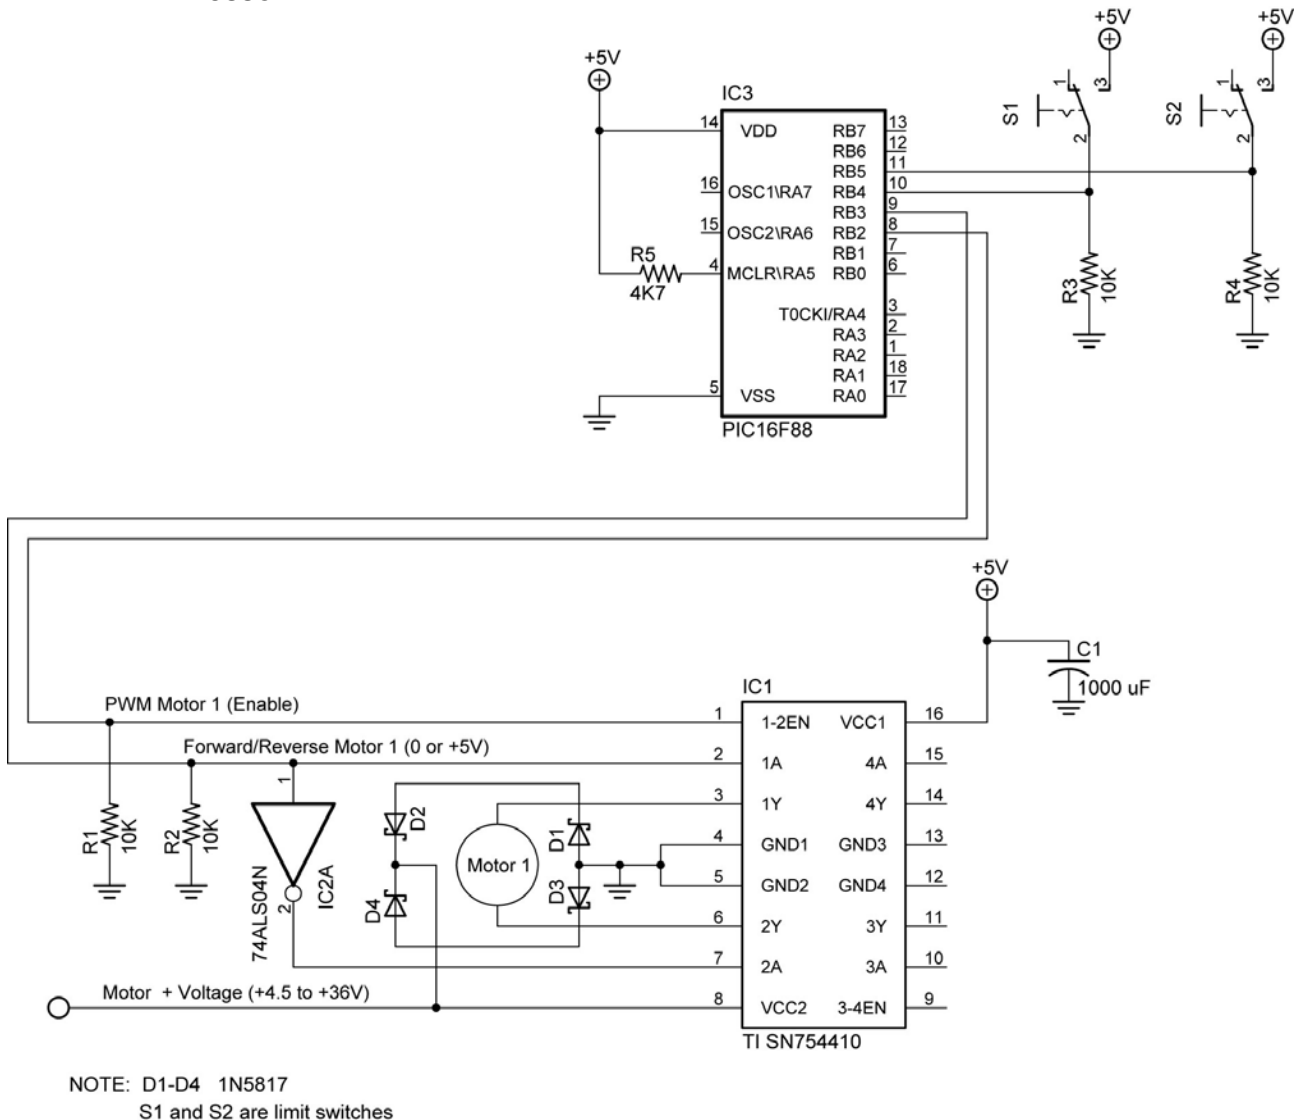 +5V
+5V
+5V
IC3
1
3
S1
2
1
3
S2
2
14 VDD
16 OSC1\RA7
15 OSC2\RA6
R5
4K7
4 MCLR\RA5
5 VSS
RB7 13
RB6 12
RB5 11
RB4 10
RB3 9
RB2 8
RB1 7
RB0 6
T0CKI/RA4 3
RA3 2
RA2 1
RA1 18
RA0 17
PIC16F88
R3
10K
R4
10K
+5V
C1
1000 uF
IC1
PWM Motor 1 (Enable)
Forward/Reverse Motor 1 (0 or +5V)
R1
10K
R2
10K
1
74ALS04N
2
IC2A
D2
D4
Motor 1
D1
D3
1 1-2EN
2 1A
3 1Y
4 GND1
5 GND2
6 2Y
7 2A
8 VCC2
VCC1 16
4A 15
4Y 14
GND3 13
GND4 12
3Y 11
3A 10
3-4EN 9
Motor + Voltage (+4.5 to +36V)
TI SN754410
NOTE: D1-D4 1N5817
S1 and S2 are limit switches